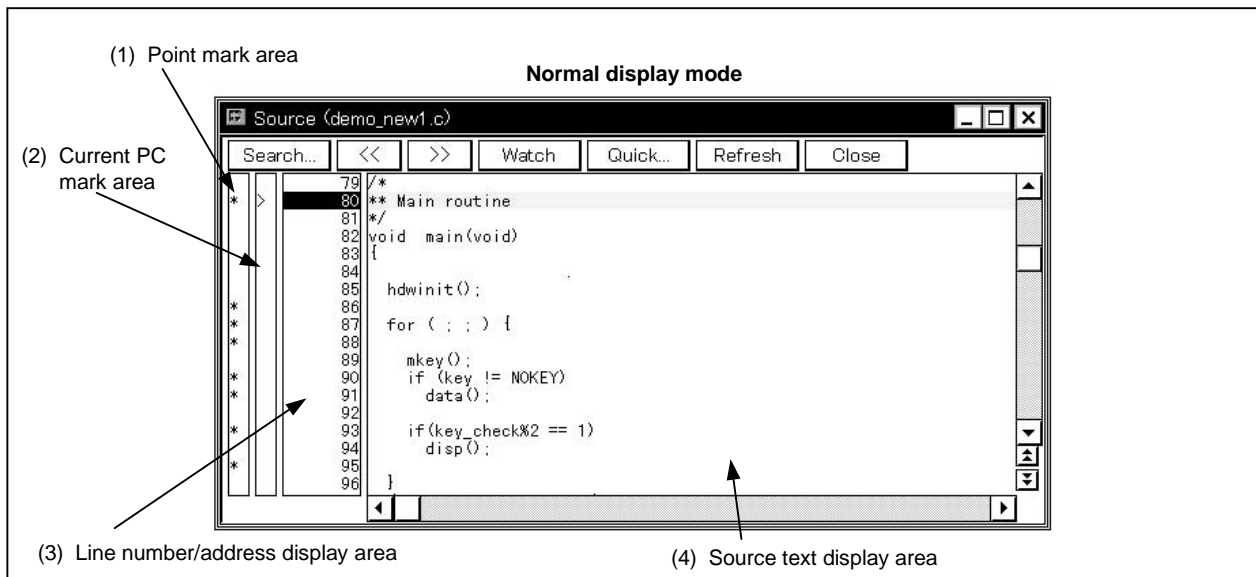 (1) Point mark area
Normal display mode
Source (demo_new1.c)
(2) Current PC
mark area
Search... << >> Watch Quick... Refresh Close
79 /*
* > 80 ** Main routine
81 */
82 void main(void)
83 {
84
85 hdwinit();
* 86
* 87 for ( ; ; ) {
* 88
89 mkey();
* 90 if (key != NOKEY)
* 91 data();
92
* 93 if(key_check%2 == 1)
94 disp();
* 95
96 }
(3) Line number/address display area
(4) Source text display area